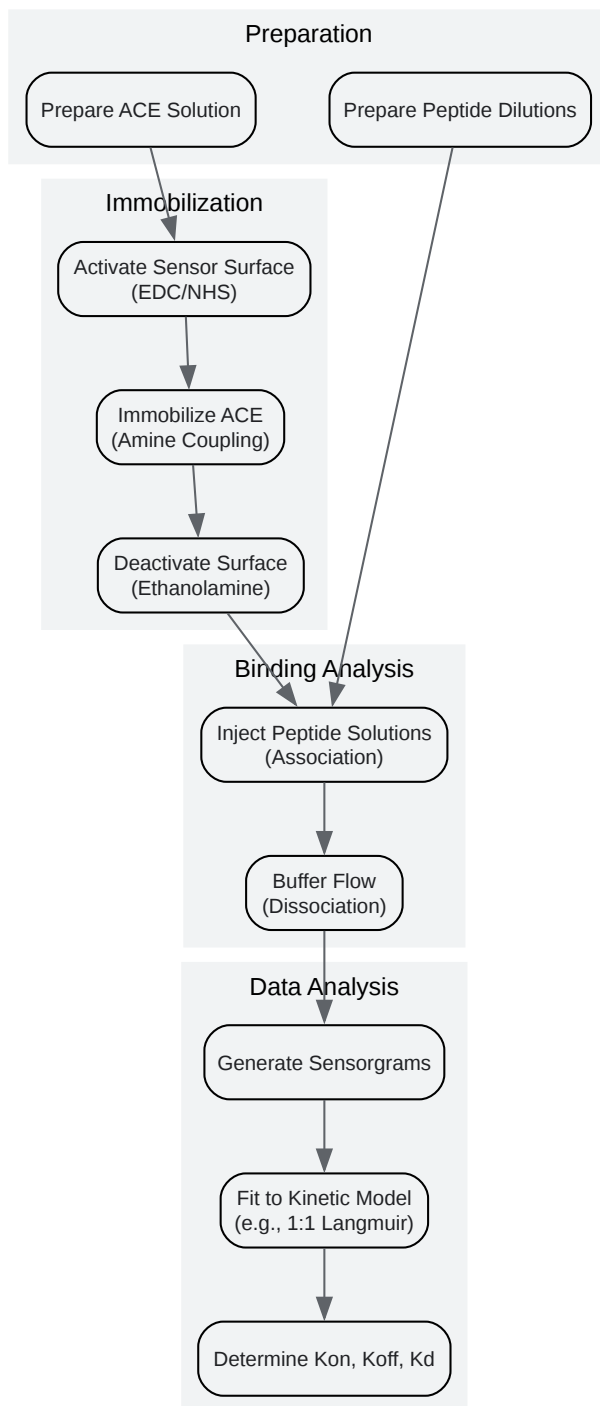 Preparation
Prepare ACE Solution
Prepare Peptide Dilutions
Immobilization
Activate Sensor Surface
(EDC/NHS)
Immobilize ACE
(Amine Coupling)
Deactivate Surface
(Ethanolamine)
Binding Analysis
Inject Peptide Solutions
(Association)
Buffer Flow
(Dissociation)
Data Analysis
Generate Sensorgrams
Fit to Kinetic Model
(e.g., 1:1 Langmuir)
Determine Kon, Koff, Kd